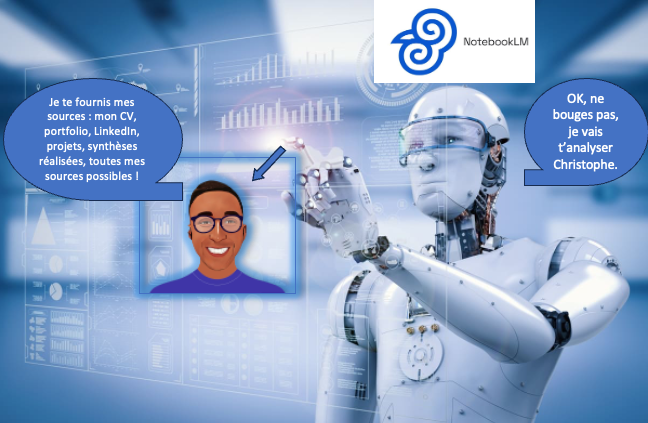 NotebookLM
Je te fournis mes
sources : mon CV,
portfolio, LinkedIn,
projets, synthèses
réalisées, toutes mes
sources possibles !
OK, ne
bouges pas,
je vais
t’analyser
Christophe.